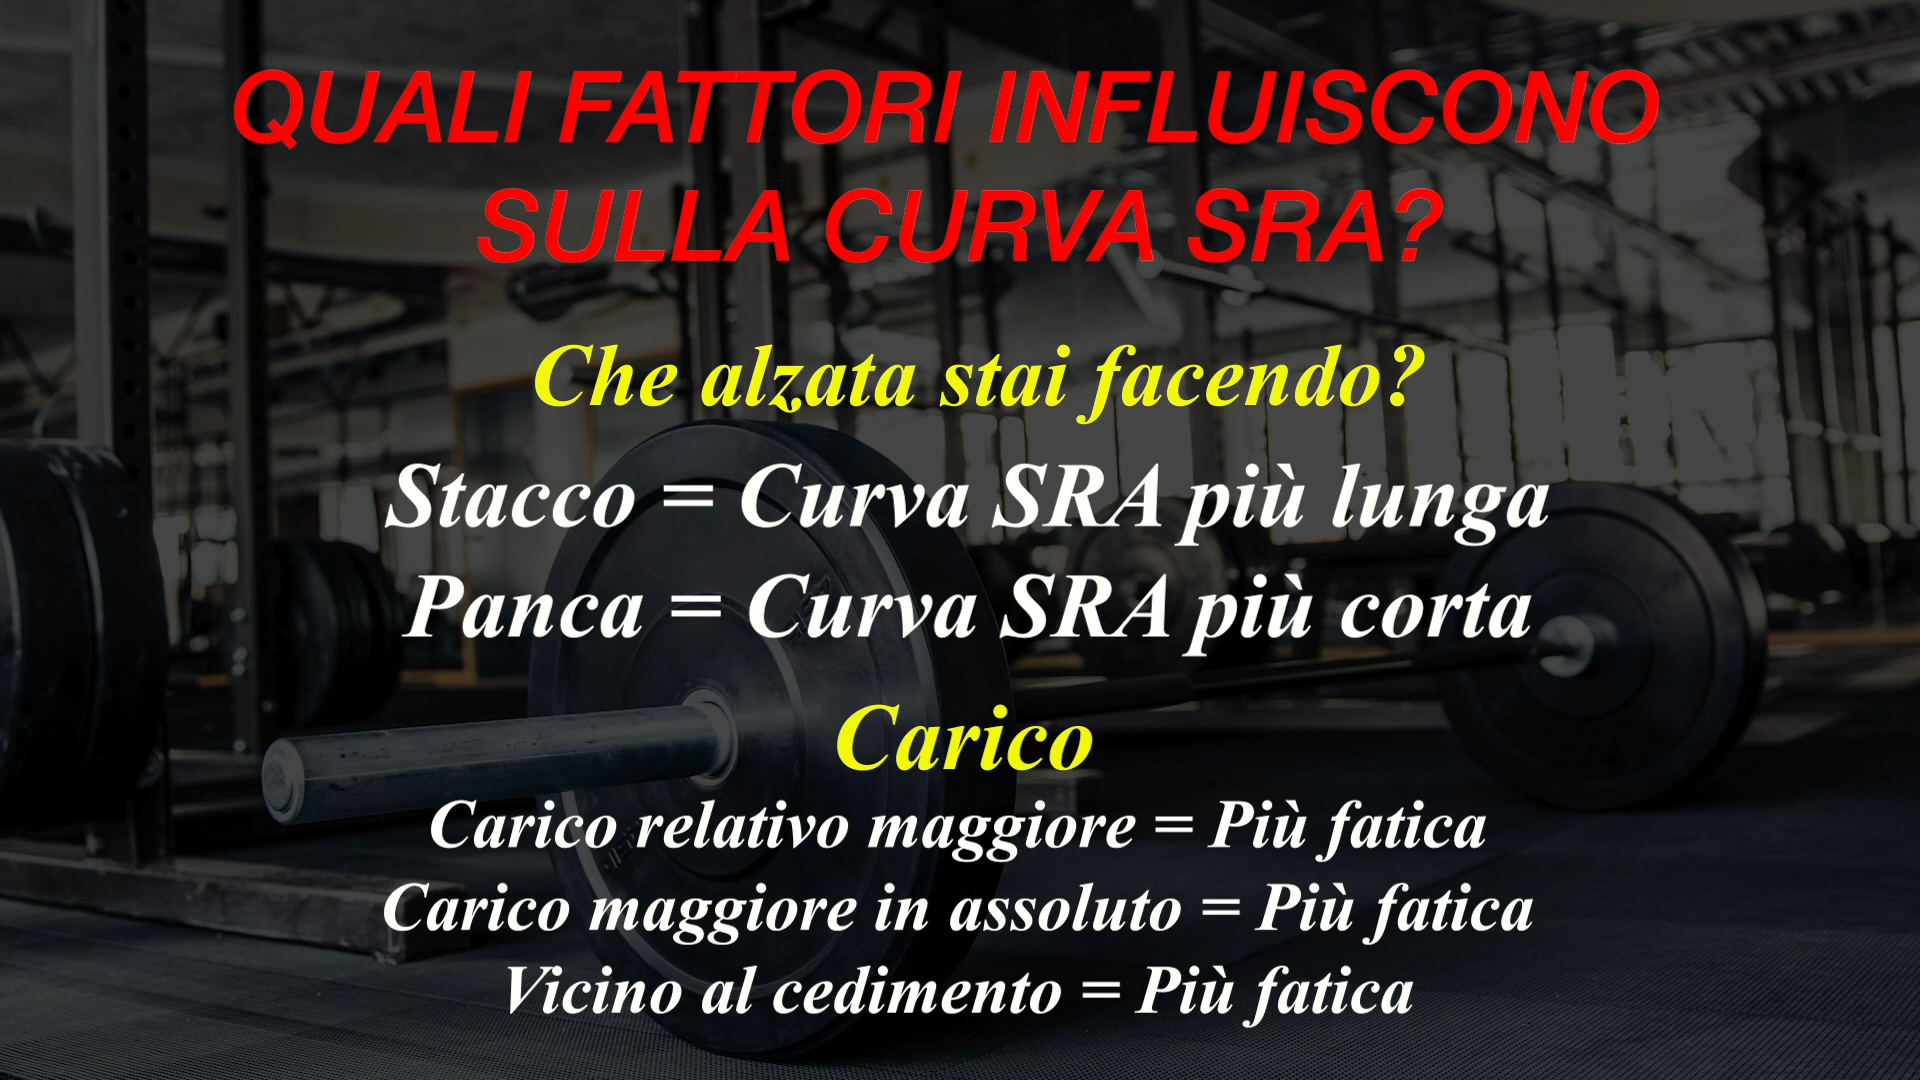 QUALI FATTORI INFLUISCONO
SULLA CURVA SRA?
Che alzata stai facendo?
Stacco = Curva SRA più lunga
Panca = Curva SRA più corta
Carico
Carico relativo maggiore = Più fatica
Carico maggiore in assoluto = Più fatica
Vicino al cedimento = Più fatica